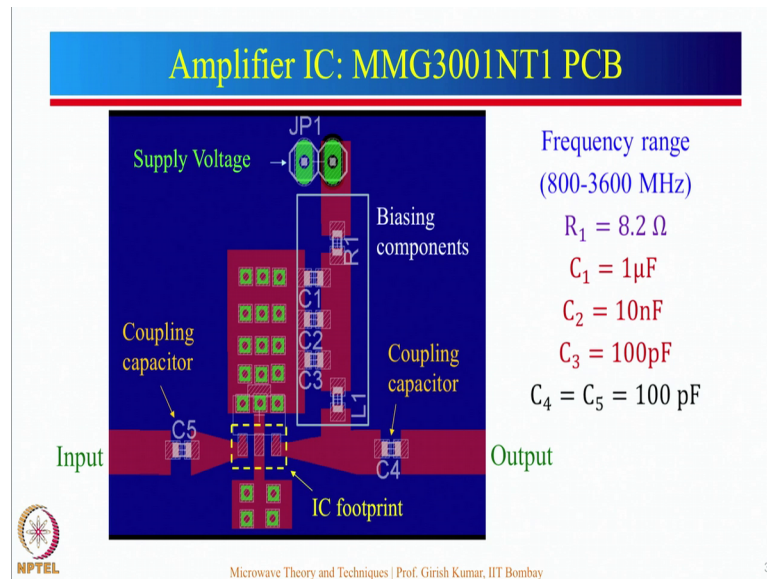 Amplifier IC: MMG3001NT1 PCB
JP1
Supply Voltage
Biasing
components
R1
C1
C2
C3
L1
Coupling
capacitor
Coupling
capacitor
C5
C4
Input
Output
IC footprint
Frequency range
(800-3600 MHz)
R₁ = 8.2 Ω
C₁ = 1μF
C₂ = 10nF
C₃ = 100pF
C₄ = C₅ = 100 pF
NPTEL
Microwave Theory and Techniques | Prof. Girish Kumar, IIT Bombay